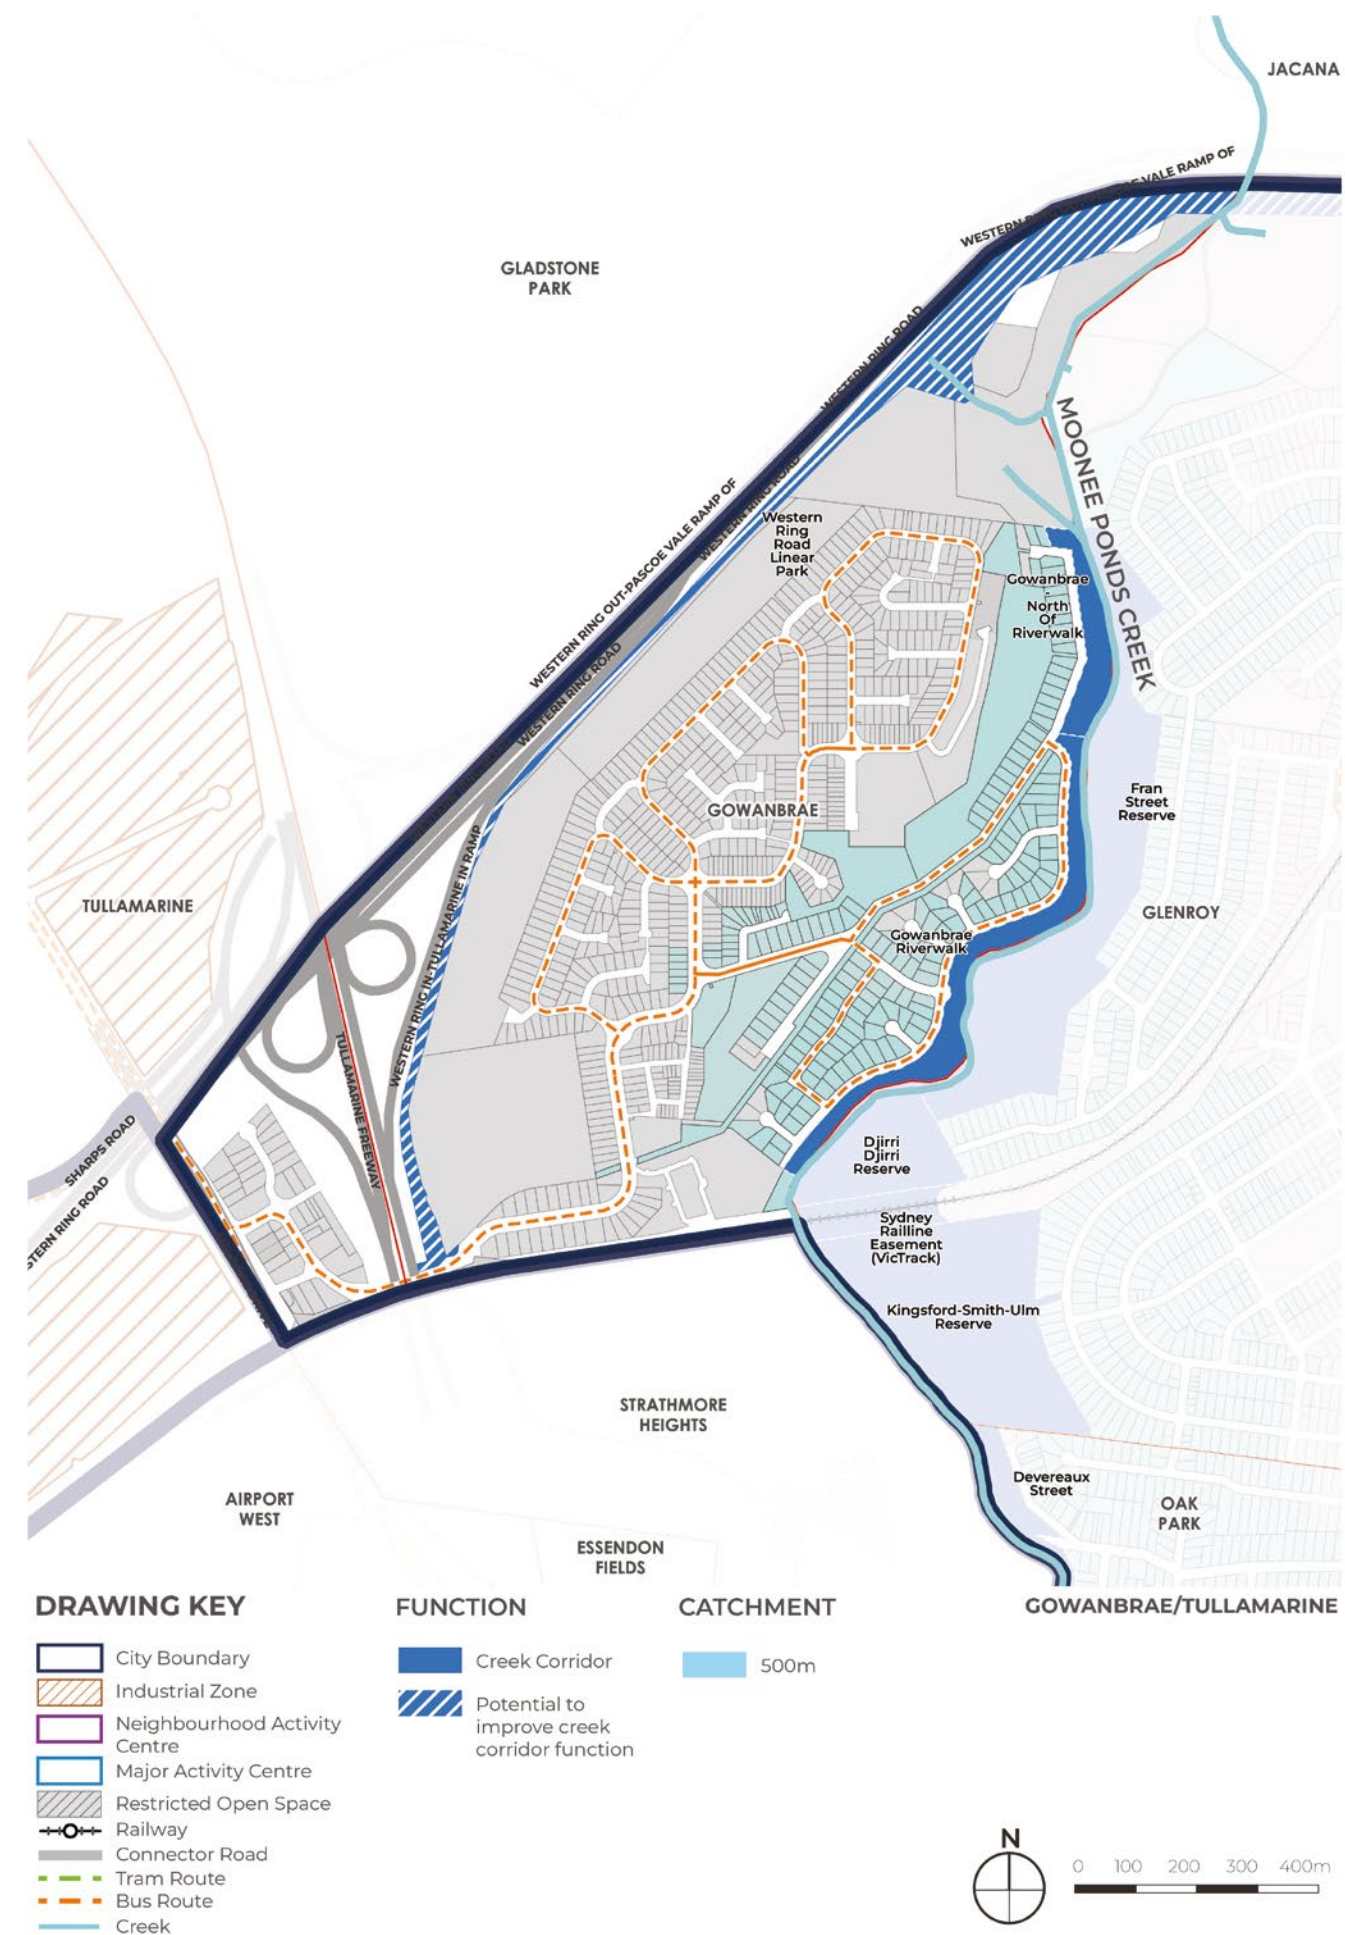 JACANA
WESTERN
VALE RAMP OF
GLADSTONE
PARK
WESTERN RING ROAD
MOONEE PONDS CREEK
WESTERN RING OUT-PASCOE VALE RAMP OF
WESTERN RING ROAD
Western
Ring
Road
Linear
Park
Gowanbrae
-
North
Of
Riverwalk
WESTERN RING ROAD
GOWANBRAE
Fran
Street
Reserve
TULLAMARINE
WESTERN RING IN-TULLAMARINE IN RAMP
GLENROY
Gowanbrae
Riverwalk
TULLAMARINE FREEWAY
SHARPS ROAD
STERN RING ROAD
Djirri
Djirri
Reserve
Sydney
Railline
Easement
(VicTrack)
Kingsford-Smith-Ulm
Reserve
STRATHMORE
HEIGHTS
Devereaux
Street
AIRPORT
WEST
OAK
PARK
ESSENDON
FIELDS
DRAWING KEY
City Boundary
Industrial Zone
Neighbourhood Activity
Centre
Major Activity Centre
Restricted Open Space
Railway
Connector Road
Tram Route
Bus Route
Creek
FUNCTION
Creek Corridor
Potential to
improve creek
corridor function
CATCHMENT
500m
GOWANBRAE/TULLAMARINE
N
0 100 200 300 400m